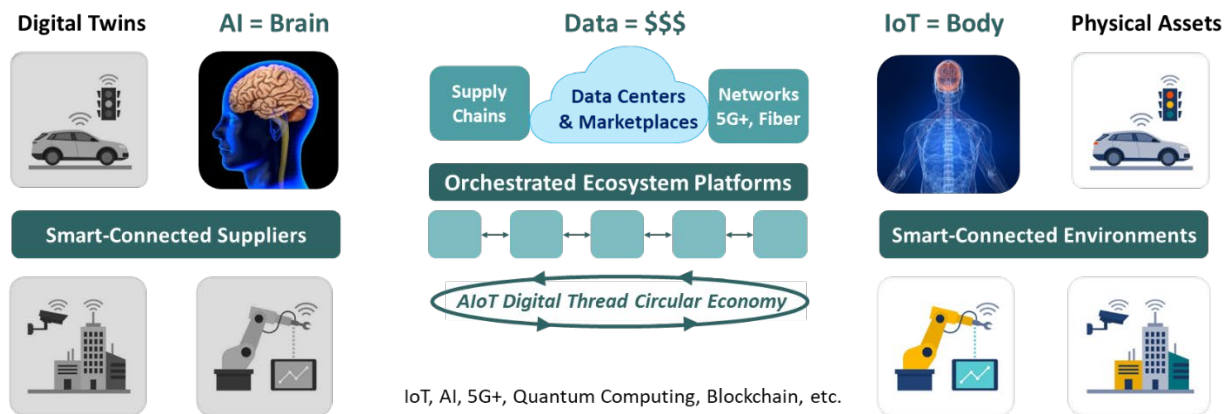 Digital Twins
AI = Brain
Data = $$$
IoT = Body
Physical Assets
Supply
Chains
Data Centers
& Marketplaces
Networks
5G+, Fiber
Orchestrated Ecosystem Platforms
Smart-Connected Suppliers
Smart-Connected Environments
AIoT Digital Thread Circular Economy
IoT, AI, 5G+, Quantum Computing, Blockchain, etc.